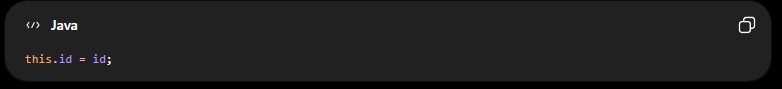 </> Java
this.id = id;